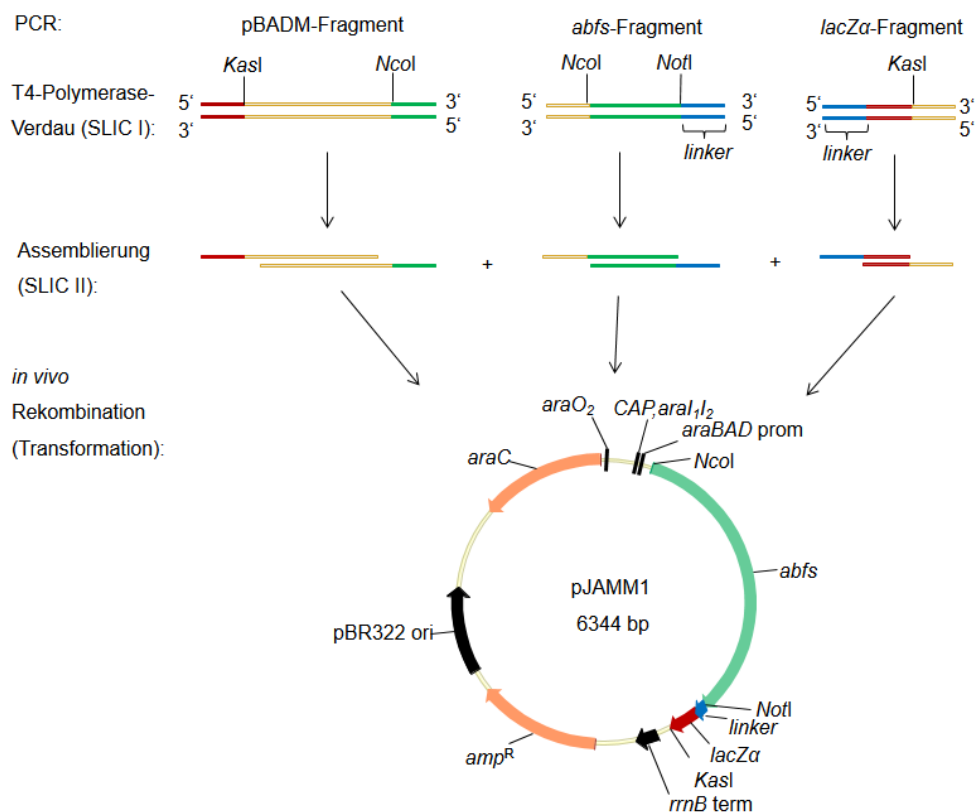 PCR:
pBADM-Fragment
abfs-Fragment
lacZα-Fragment
KasI
NcoI
NcoI
NotI
KasI
T4-Polymerase-
Verdau (SLIC I):
5‘
3‘
3‘
5‘
5‘
3‘
3‘
5‘
linker
5‘
3‘
3‘
5‘
linker
Assemblierung
(SLIC II):
+
+
in vivo
Rekombination
(Transformation):
araO2
CAP,araI1I2
araBAD prom
NcoI
araC
abfs
pJAMM1
6344 bp
pBR322 ori
NotI
linker
lacZα
KasI
rrnB term
ampR